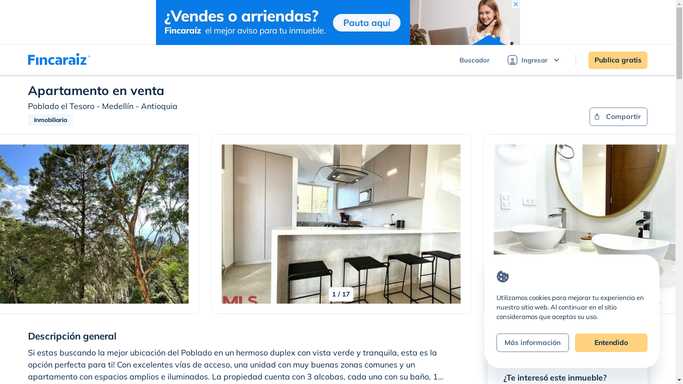 ¿Vendes o arriendas?
Fincaraíz el mejor aviso para tu inmueble.
Pauta aquí
Fincaraíz
Buscador
Ingresar
Publica gratis
Apartamento en venta
Poblado el Tesoro - Medellín - Antioquia
Inmobiliaria
Compartir
MLS
1 / 17
Utilizamos cookies para mejorar tu experiencia en
nuestro sitio web. Al continuar en el sitio
consideramos que aceptas su uso.
Más información
Entendido
Descripción general
Si estas buscando la mejor ubicación del Poblado en un hermoso duplex con vista verde y tranquila, esta es la
opción perfecta para ti! Con excelentes vías de acceso, una unidad con muy buenas zonas comunes y un
apartamento con espacios amplios e iluminados. La propiedad cuenta con 3 alcobas, cada una con su baño, 1...
¿Te interesó este inmueble?